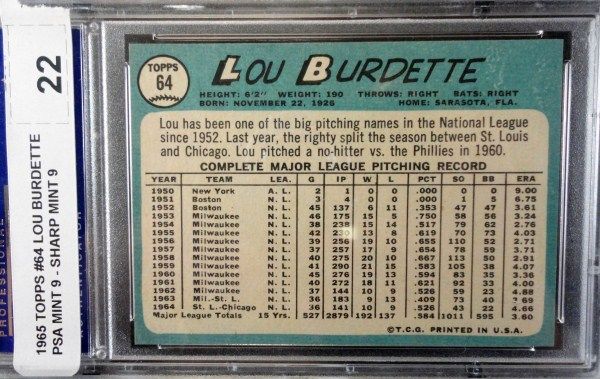 22
1965 TOPPS #64 LOU BURDETTE
PSA MINT 9 - SHARP MINT 9
PROFESSIONAL
TOPPS
64
LOU BURDETTE
HEIGHT: 6'2" WEIGHT: 190 THROWS: RIGHT BATS: RIGHT
BORN: NOVEMBER 22, 1926 HOME: SARASOTA, FLA.
Lou has been one of the big pitching names in the National League
since 1952. Last year, the righty split the season between St. Louis
and Chicago. Lou pitched a no-hitter vs. the Phillies in 1960.
COMPLETE MAJOR LEAGUE PITCHING RECORD
YEAR TEAM LEA. G IP W L PCT SO BB ERA
1950 New York A. L. 2 1 0 0 .000 0 1 9.00
1951 Boston N. L. 3 4 0 0 .000 1 5 6.75
1952 Boston N. L. 45 137 6 11 .353 47 47 3.61
1953 Milwaukee N. L. 46 175 15 5 .750 58 56 3.24
1954 Milwaukee N. L. 38 238 15 14 .517 79 62 2.76
1955 Milwaukee N. L. 42 230 13 8 .619 70 73 4.03
1956 Milwaukee N. L. 39 256 19 10 .655 110 52 2.71
1957 Milwaukee N. L. 37 257 17 9 .654 78 59 3.71
1958 Milwaukee N. L. 40 275 20 10 .667 113 50 2.91
1959 Milwaukee N. L. 41 290 21 15 .583 105 38 4.07
1960 Milwaukee N. L. 45 276 19 13 .594 83 35 3.36
1961 Milwaukee N. L. 40 272 18 11 .621 92 33 4.00
1962 Milwaukee N. L. 37 144 10 9 .526 59 23 4.88
1963 Mil.-St. L. N. L. 36 183 9 13 .409 73 40 3.69
1964 St. L.-Chicago N. L. 36 141 10 9 .526 43 4.66
Major League Totals 15 Yrs. 527 2879 192 137 .584 1011 595 3.60
©T.C.G. PRINTED IN U.S.A.